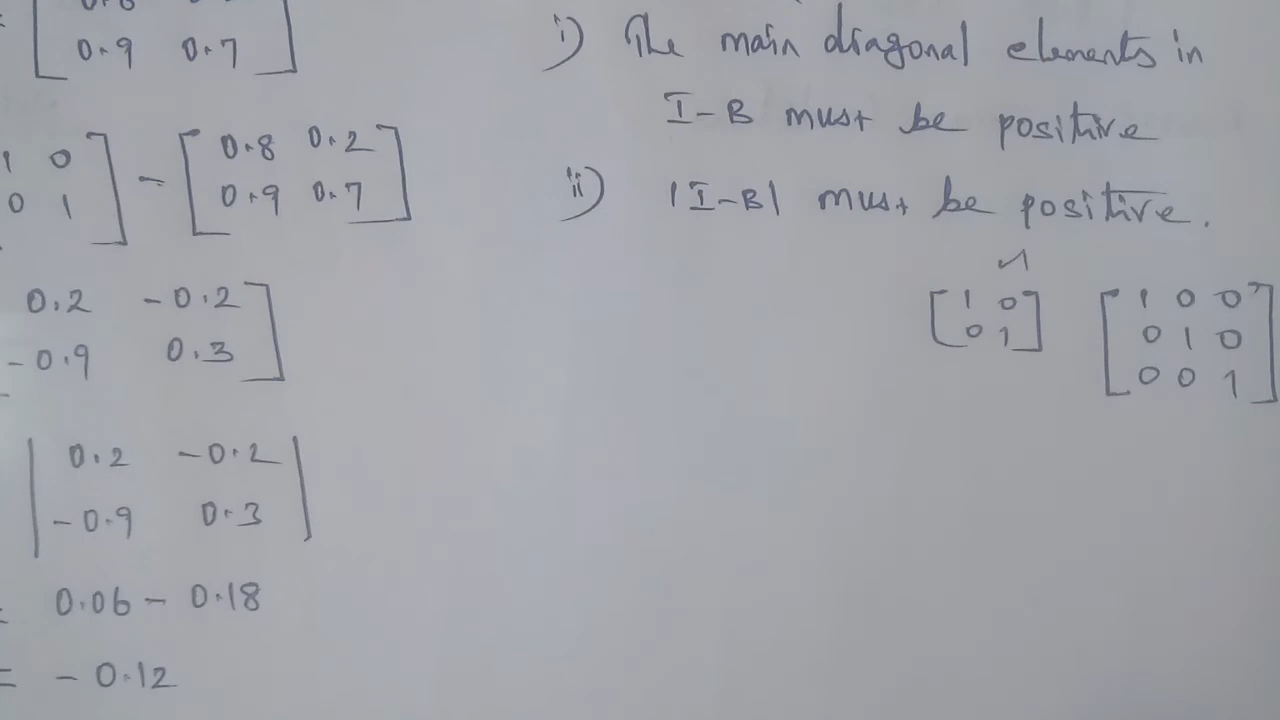 0.9 0.7
1 0 - 0.8 0.2
0 1 0.9 0.7
0.2 -0.2
-0.9 0.3
0.2 -0.2
-0.9 0.3
= 0.06 - 0.18
= - 0.12
i) The main diagonal elements in
I-B must be positive
ii) |I-B| must be positive.
1 0
0 1
1 0 0
0 1 0
0 0 1